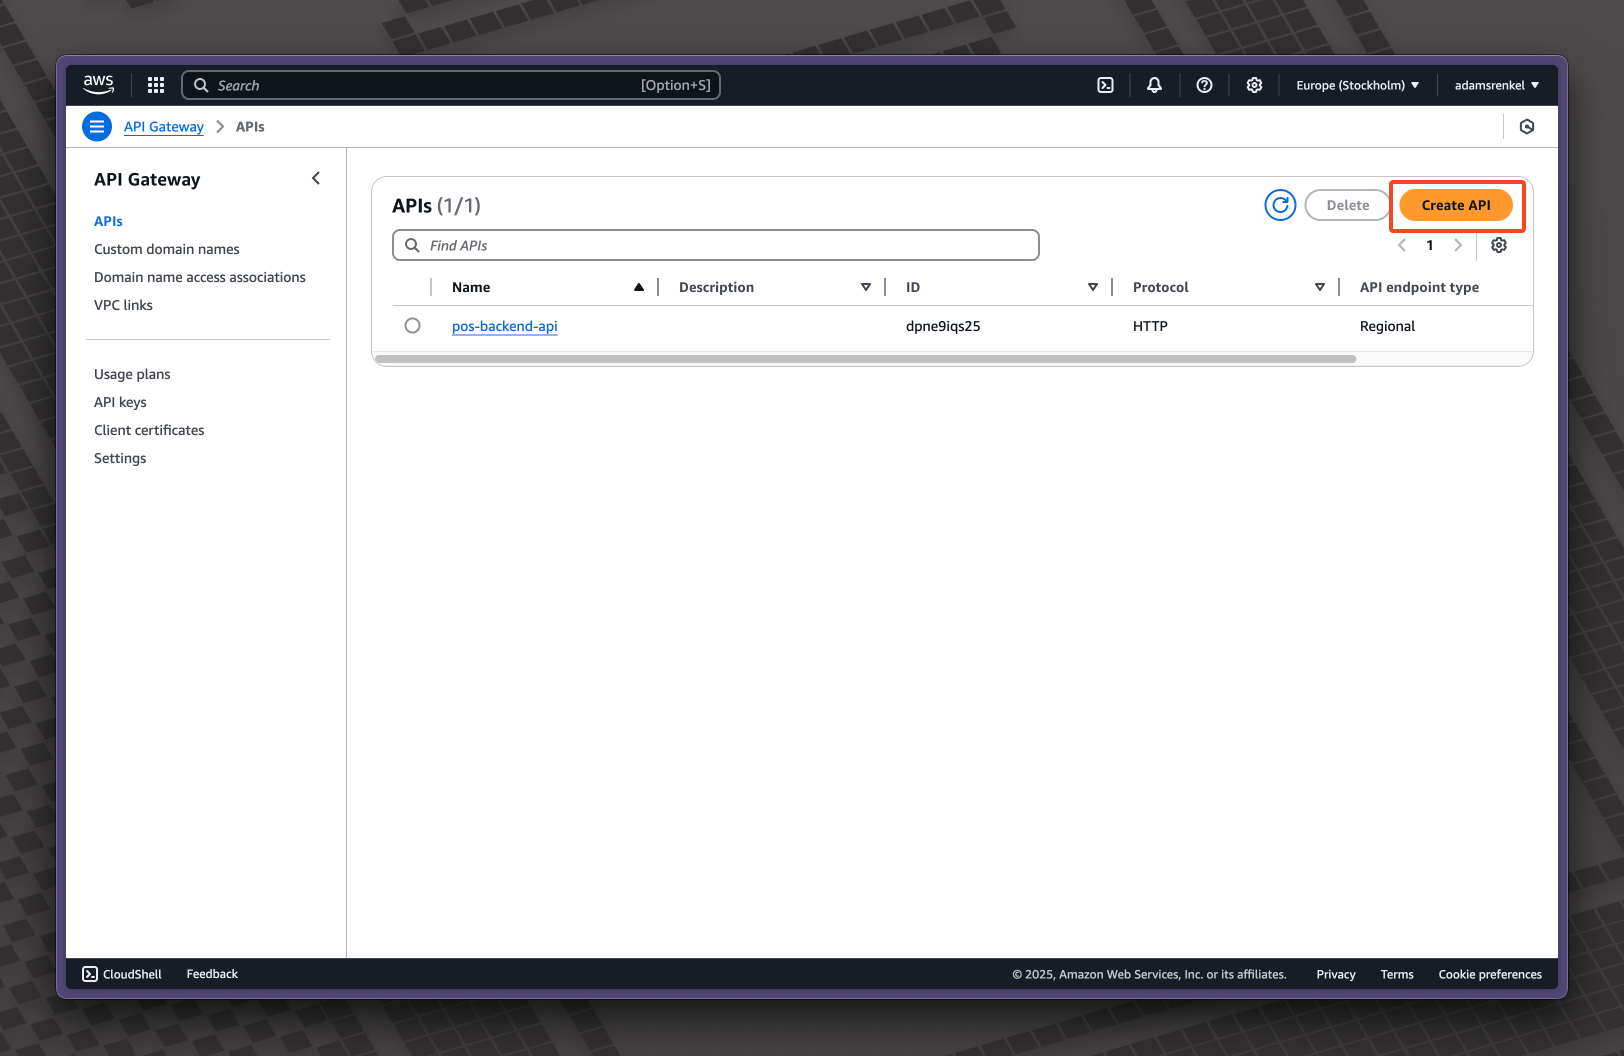 aws
Search [Option+S]
Europe (Stockholm) adamsrenkel
API Gateway APIs
API Gateway
APIs
Custom domain names
Domain name access associations
VPC links
Usage plans
API keys
Client certificates
Settings
APIs (1/1)
Delete
Create API
Find APIs
1
Name Description ID Protocol API endpoint type
pos-backend-api dpne9iqs25 HTTP Regional
CloudShell Feedback © 2025, Amazon Web Services, Inc. or its affiliates. Privacy Terms Cookie preferences